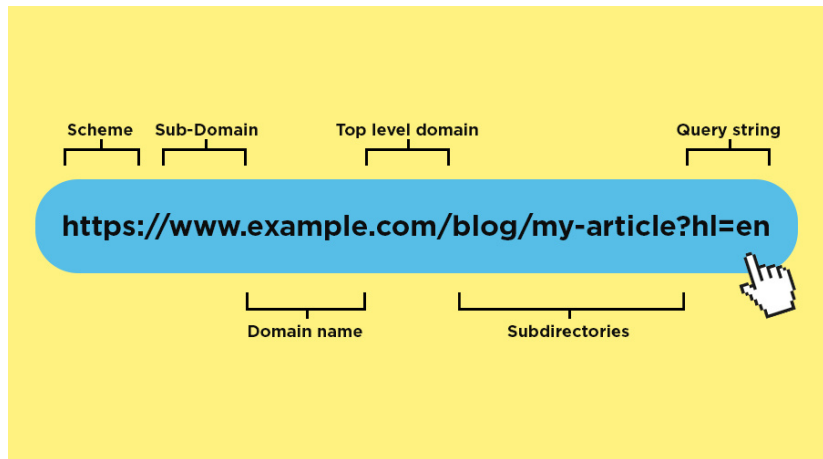 Scheme Sub-Domain Top level domain Query string
https://www.example.com/blog/my-article?hl=en
Domain name Subdirectories